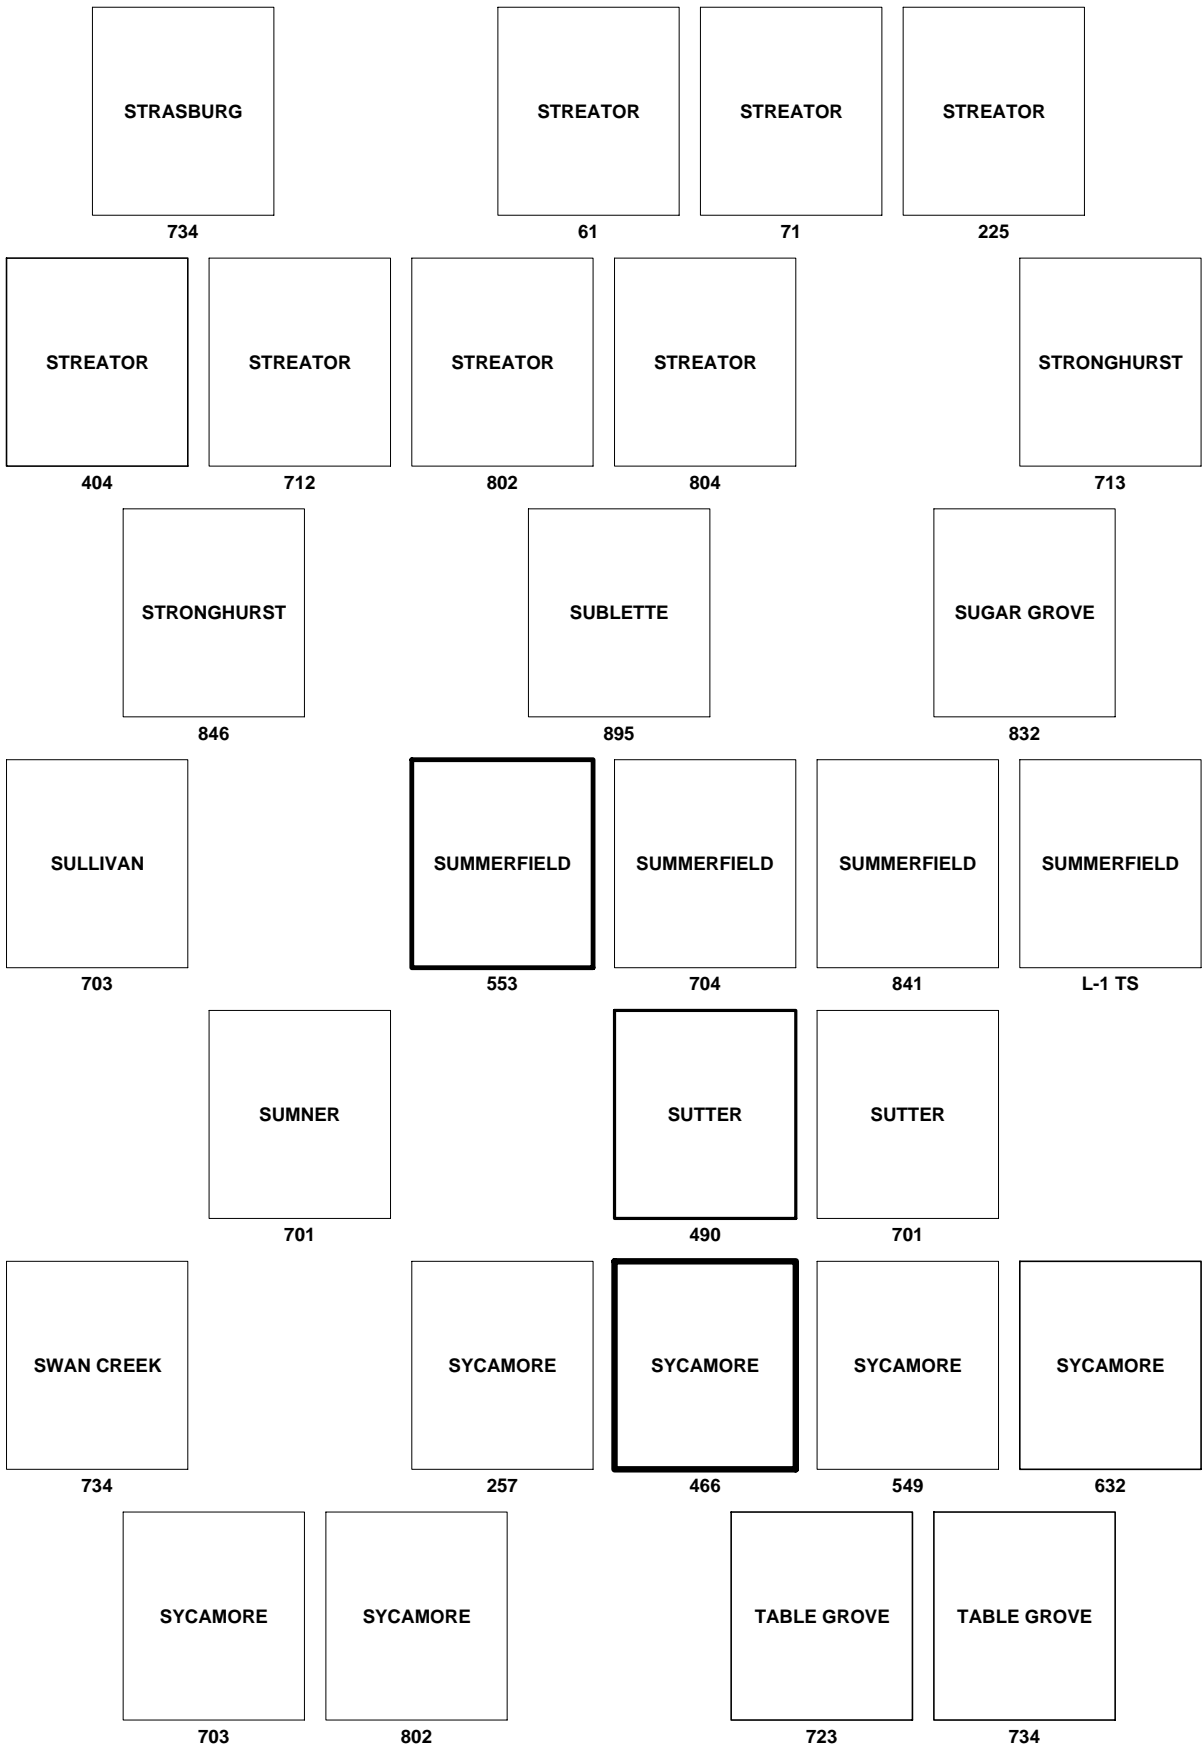 STRASBURG STREATOR STREATOR STREATOR
734 61 71 225
STREATOR STREATOR STREATOR STREATOR STRONGHURST
404 712 802 804 713
STRONGHURST SUBLETTE SUGAR GROVE
846 895 832
SULLIVAN SUMMERFIELD SUMMERFIELD SUMMERFIELD SUMMERFIELD
703 553 704 841 L-1 TS
SUMNER SUTTER SUTTER
701 490 701
SWAN CREEK SYCAMORE SYCAMORE SYCAMORE SYCAMORE
734 257 466 549 632
SYCAMORE SYCAMORE TABLE GROVE TABLE GROVE
703 802 723 734